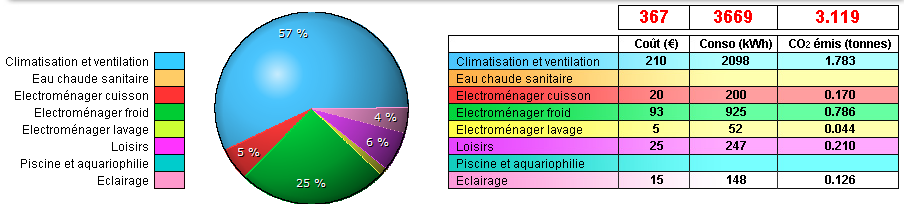 367 3669 3.119
57 %
4 %
6 %
25 %
5 %
Climatisation et ventilation
Eau chaude sanitaire
Electroménager cuisson
Electroménager froid
Electroménager lavage
Loisirs
Piscine et aquariophilie
Eclairage
Coût (€) Conso (kWh) CO2 émis (tonnes)
Climatisation et ventilation 210 2098 1.783
Eau chaude sanitaire
Electroménager cuisson 20 200 0.170
Electroménager froid 93 925 0.786
Electroménager lavage 5 52 0.044
Loisirs 25 247 0.210
Piscine et aquariophilie
Eclairage 15 148 0.126